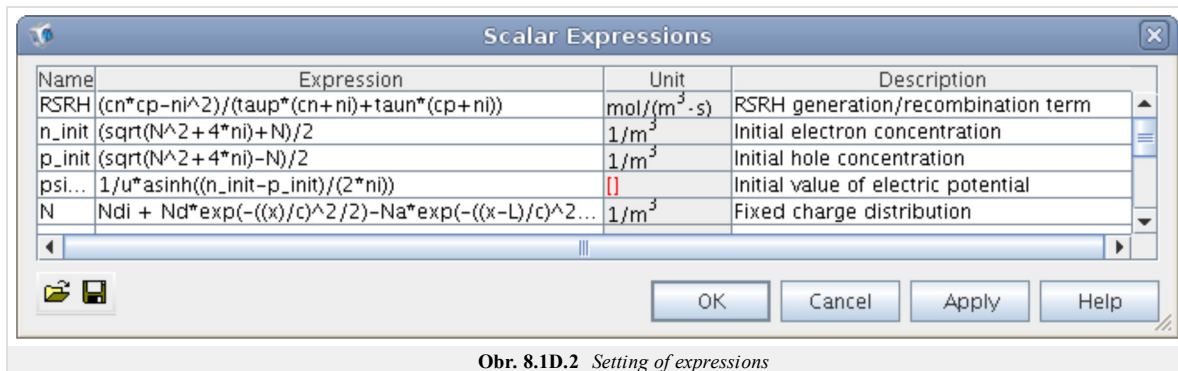 Scalar Expressions
Name Expression Unit Description
RSRH (cn*cp-ni^2)/(taup*(cn+ni)+taun*(cp+ni)) mol/(m³·s) RSRH generation/recombination term
n_init (sqrt(N^2+4*ni)+N)/2 1/m³ Initial electron concentration
p_init (sqrt(N^2+4*ni)-N)/2 1/m³ Initial hole concentration
psi... 1/u*asinh((n_init-p_init)/(2*ni)) [] Initial value of electric potential
N Ndi + Nd*exp(-((x)/c)^2/2)-Na*exp(-((x-L)/c)^2... 1/m³ Fixed charge distribution
OK Cancel Apply Help
Obr. 8.1D.2 Setting of expressions